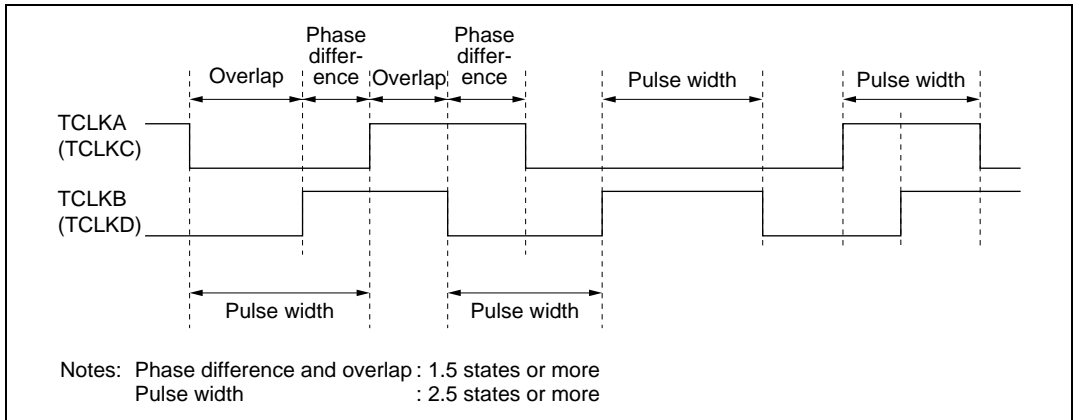 Phase
differ-
ence
Phase
differ-
ence
Overlap
Overlap
Pulse width
Pulse width
TCLKA
(TCLKC)
TCLKB
(TCLKD)
Pulse width
Pulse width
Notes: Phase difference and overlap : 1.5 states or more
Pulse width : 2.5 states or more